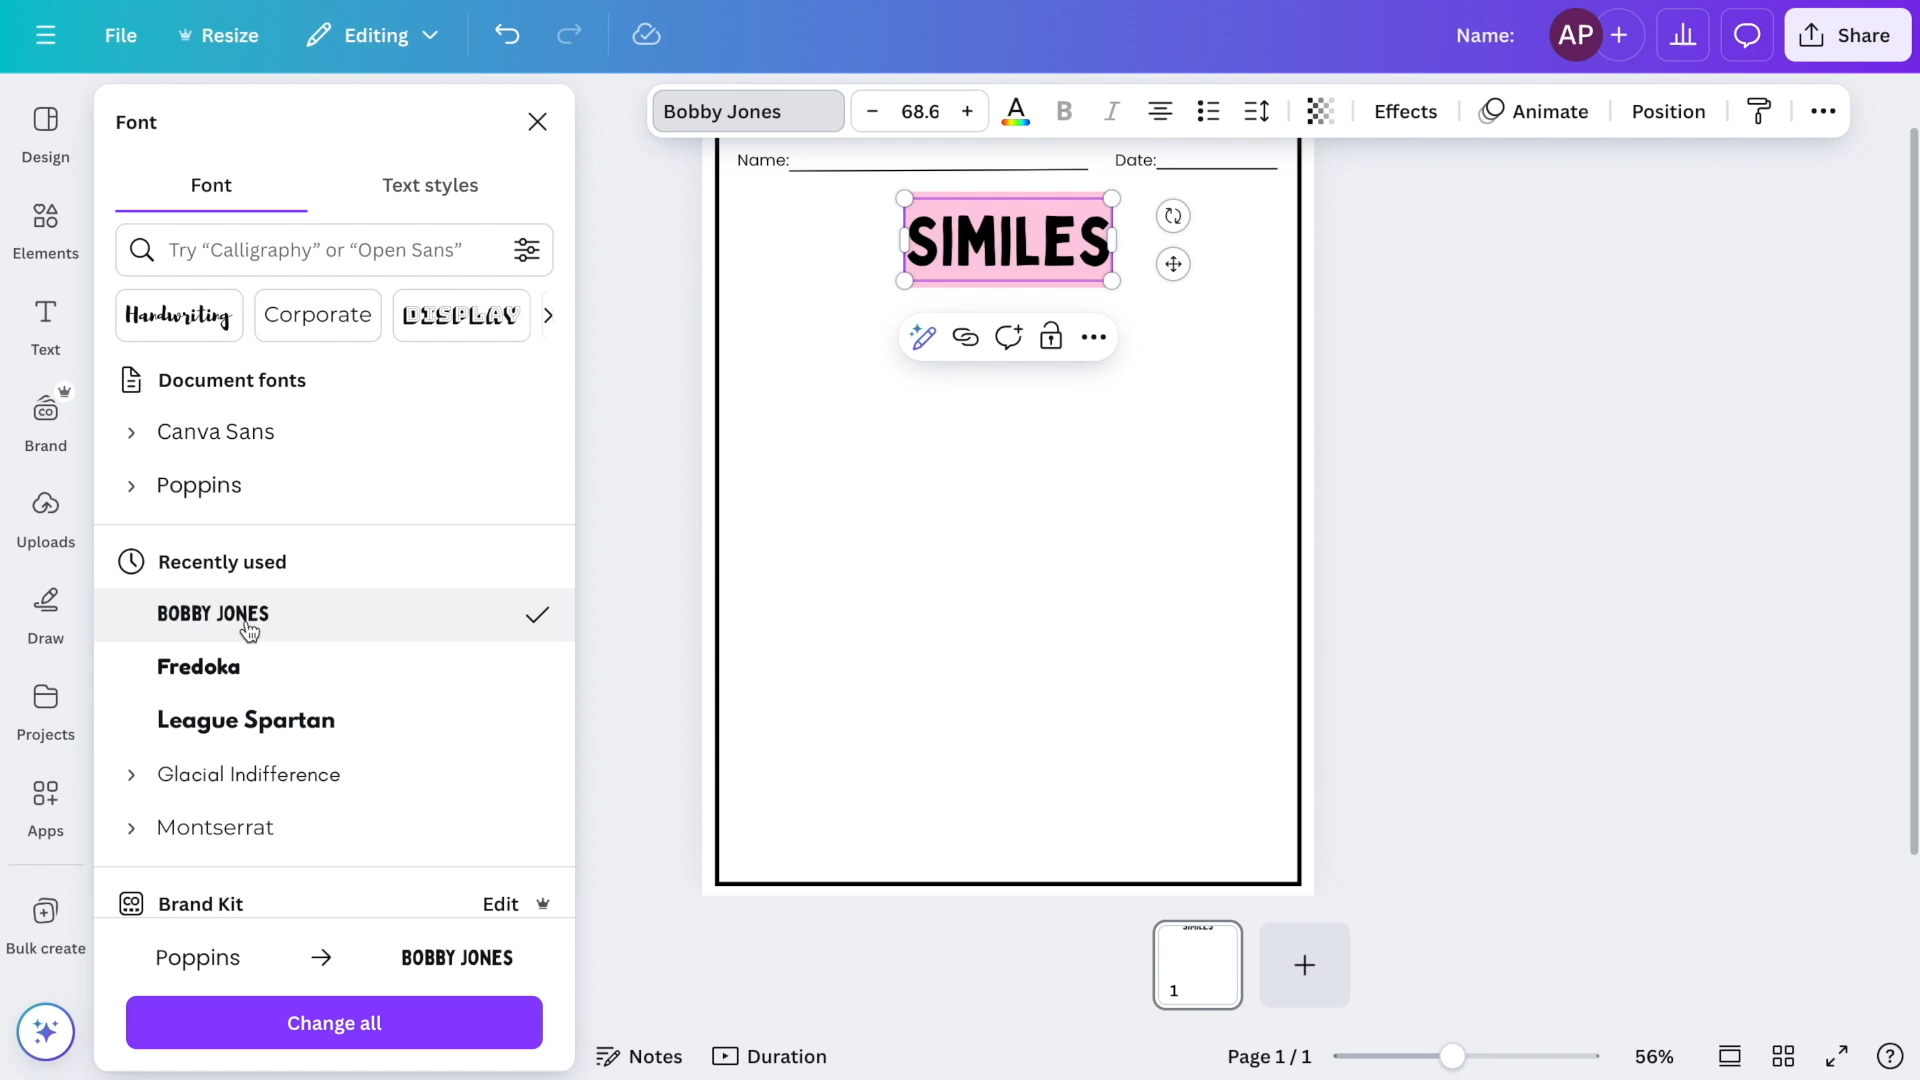 File
Resize
Editing
Name:
AP
Share
Design
Elements
Text
Brand
Uploads
Draw
Projects
Apps
Bulk create
Font
Font
Text styles
Try “Calligraphy” or “Open Sans”
Handwriting
Corporate
DISPLAY
Document fonts
Canva Sans
Poppins
Recently used
BOBBY JONES
Fredoka
League Spartan
Glacial Indifference
Montserrat
Brand Kit
Edit
Poppins
BOBBY JONES
Change all
Bobby Jones
68.6
A
B
I
Effects
Animate
Position
Name:
Date:
SIMILES
SIMILES
1
Notes
Duration
Page 1 / 1
56%